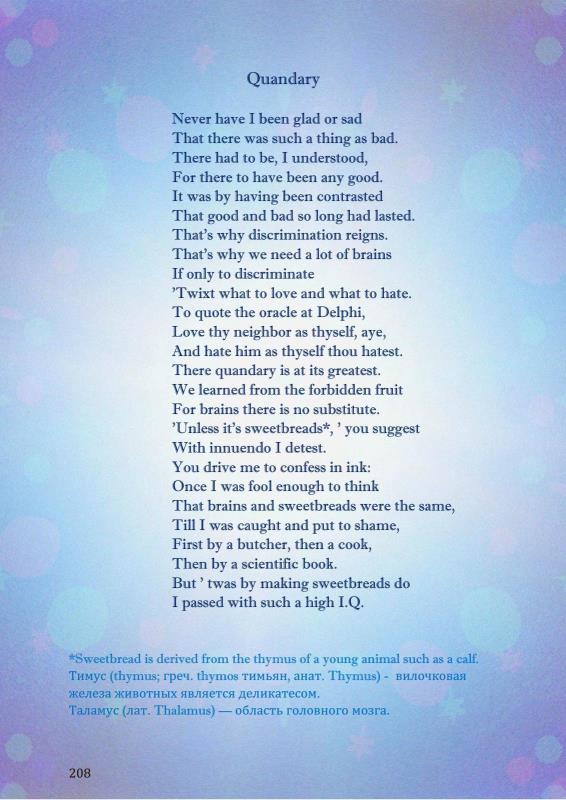 Quandary
Never have I been glad or sad
That there was such a thing as bad.
There had to be, I understood,
For there to have been any good.
It was by having been contrasted
That good and bad so long had lasted.
That's why discrimination reigns.
That's why we need a lot of brains
If only to discriminate
'Twixt what to love and what to hate.
To quote the oracle at Delphi,
Love thy neighbor as thyself, aye,
And hate him as thyself thou hatest.
There quandary is at its greatest.
We learned from the forbidden fruit
For brains there is no substitute.
'Unless it's sweetbreads*, ' you suggest
With innuendo I detest.
You drive me to confess in ink:
Once I was fool enough to think
That brains and sweetbreads were the same,
Till I was caught and put to shame,
First by a butcher, then a cook,
Then by a scientific book.
But ' twas by making sweetbreads do
I passed with such a high I.Q.
*Sweetbread is derived from the thymus of a young animal such as a calf.
Тимус (thymus; греч. thymos тимьян, анат. Thymus) - вилочковая
железа животных является деликатесом.
Таламус (лат. Thalamus) — область головного мозга.
208